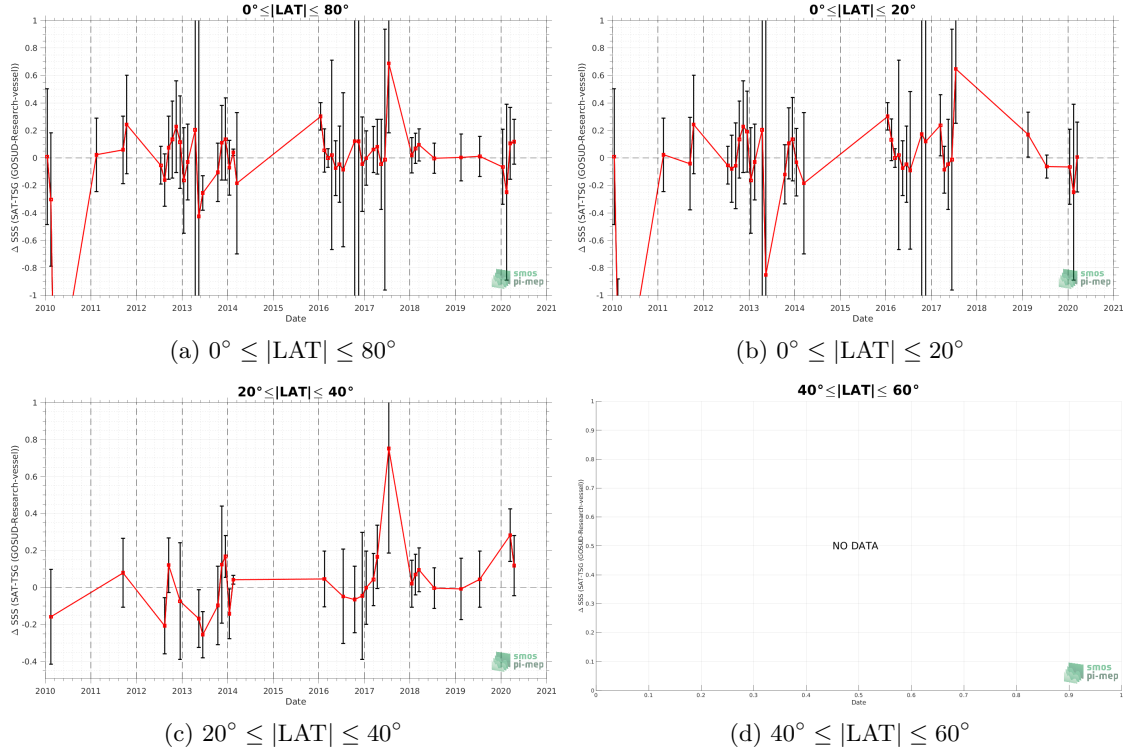 0°≤|LAT|≤ 80°
1
0.8
0.6
0.4
0.2
0
-0.2
-0.4
-0.6
-0.8
-1
Δ SSS (SAT-TSG (GOSUD-Research-vessel))
2010 2011 2012 2013 2014 2015 2016 2017 2018 2019 2020 2021
Date
smos
pi-mep
(a) 0° ≤ |LAT| ≤ 80°
0°≤|LAT|≤ 20°
1
0.8
0.6
0.4
0.2
0
-0.2
-0.4
-0.6
-0.8
-1
Δ SSS (SAT-TSG (GOSUD-Research-vessel))
2010 2011 2012 2013 2014 2015 2016 2017 2018 2019 2020 2021
Date
smos
pi-mep
(b) 0° ≤ |LAT| ≤ 20°
20°≤|LAT|≤ 40°
1
0.8
0.6
0.4
0.2
0
-0.2
-0.4
Δ SSS (SAT-TSG (GOSUD-Research-vessel))
2010 2011 2012 2013 2014 2015 2016 2017 2018 2019 2020 2021
Date
smos
pi-mep
(c) 20° ≤ |LAT| ≤ 40°
40°≤|LAT|≤ 60°
1
0.9
0.8
0.7
0.6
0.5
0.4
0.3
0.2
0.1
0
Δ SSS (SAT-TSG (GOSUD-Research-vessel))
NO DATA
0 0.1 0.2 0.3 0.4 0.5 0.6 0.7 0.8 0.9 1
Date
smos
pi-mep
(d) 40° ≤ |LAT| ≤ 60°